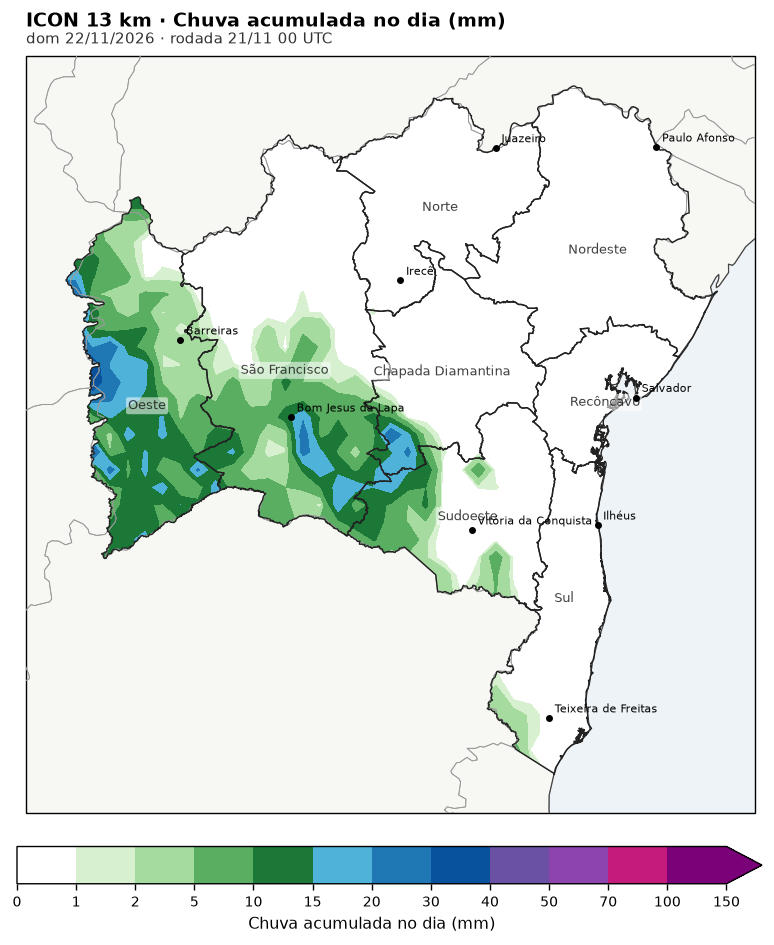 ICON 13 km · Chuva acumulada no dia (mm)
dom 22/11/2026 · rodada 21/11 00 UTC
Juazeiro
Paulo Afonso
Norte
Nordeste
Irecê
Barreiras
São Francisco
Chapada Diamantina
Salvador
Recôncavo
Oeste
Bom Jesus da Lapa
Sudoeste
Ilhéus
Vitória da Conquista
Sul
Teixeira de Freitas
0 1 2 5 10 15 20 30 40 50 70 100 150
Chuva acumulada no dia (mm)